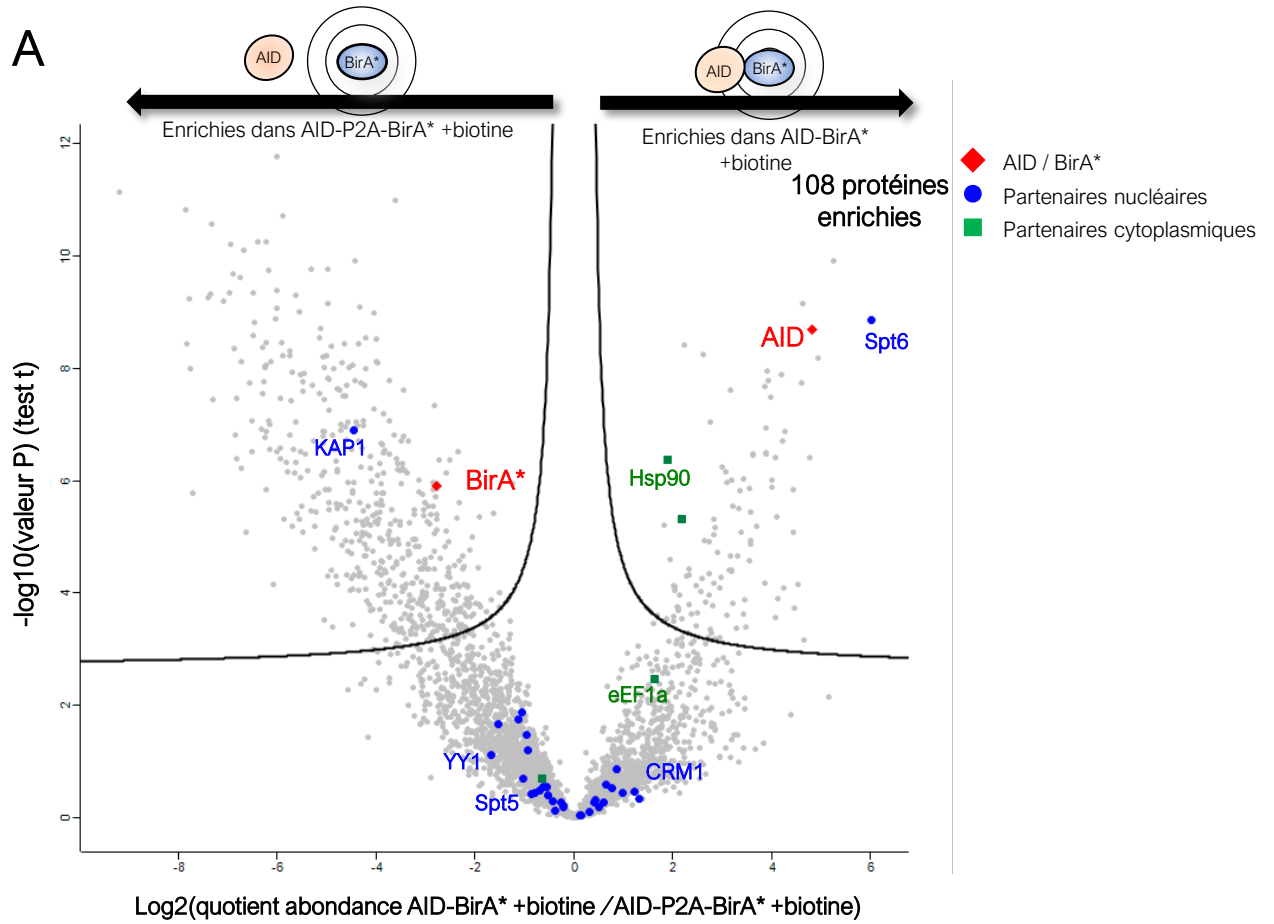 A
AID
BirA*
AID
BirA*
Enrichies dans AID-P2A-BirA* +biotine
Enrichies dans AID-BirA*
+biotine
108 protéines
enrichies
AID / BirA*
Partenaires nucléaires
Partenaires cytoplasmiques
12
10
8
6
4
2
0
-log10(valeur P) (test t)
AID
Spt6
KAP1
BirA*
Hsp90
eEF1a
YY1
CRM1
Spt5
-8
-6
-4
-2
0
2
4
6
Log2(quotient abondance AID-BirA* +biotine /AID-P2A-BirA* +biotine)